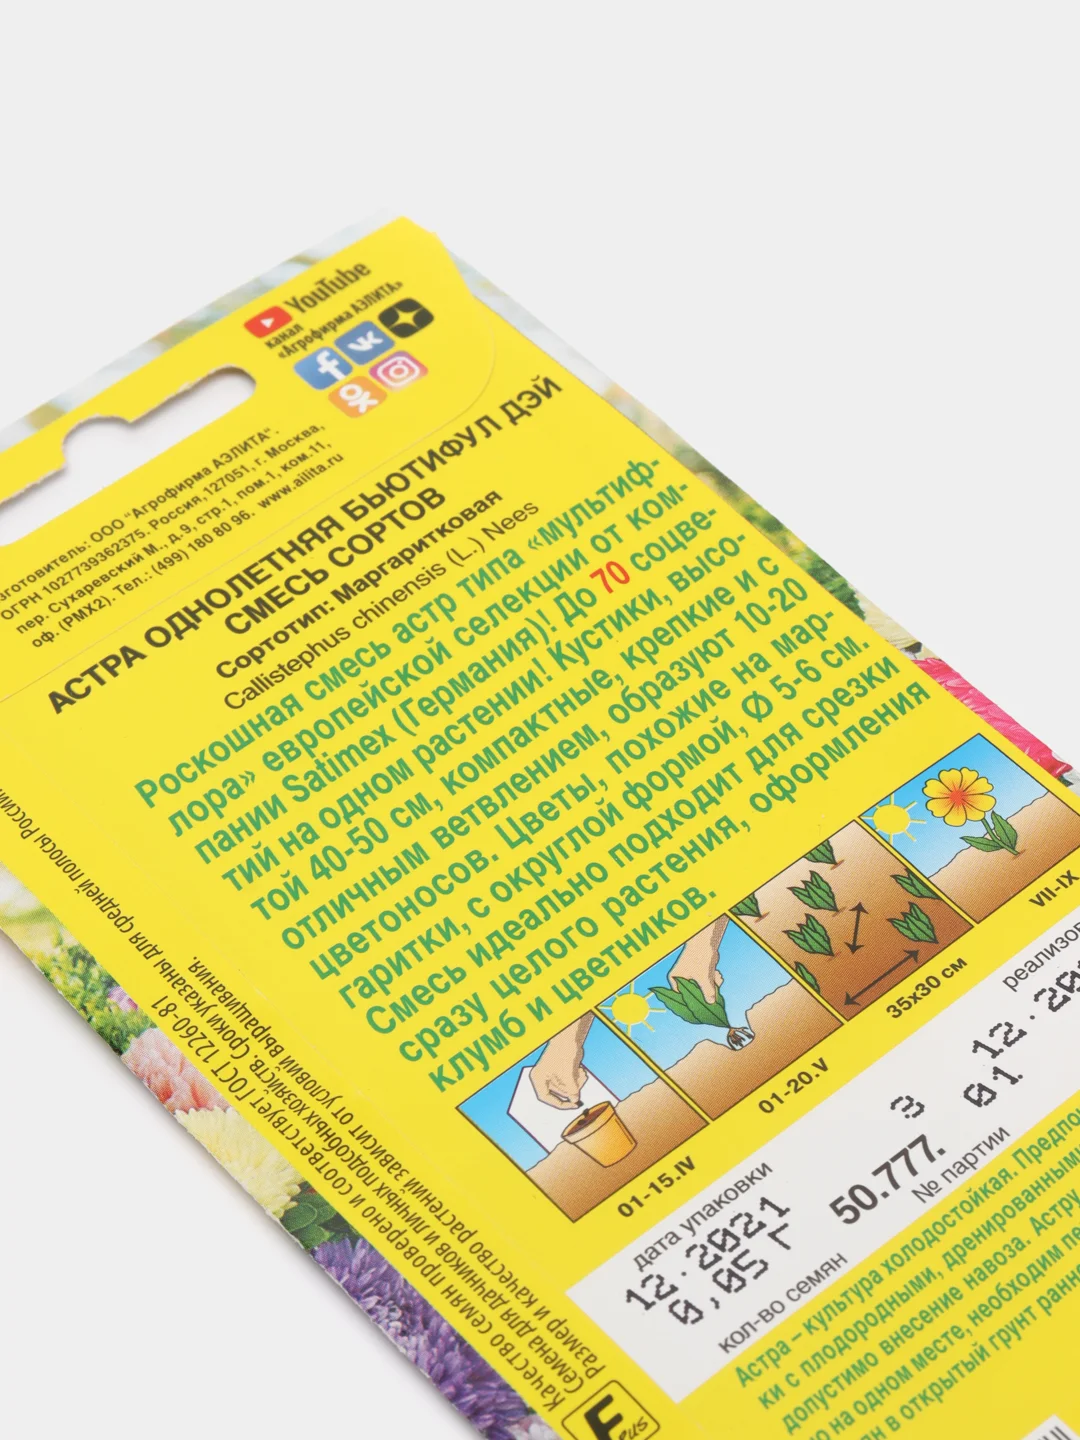 YouTube
канал
«Агрофирма АЭЛИТА»
ООО "Агрофирма АЭЛИТА".
ОГРН 1027739362375. Россия, 127051, г. Москва,
пер. Сухаревский М., д. 9, стр.1, пом.1, ком.11,
оф. (РМХ2). Тел.: (499) 180 80 96. www.ailita.ru
АСТРА ОДНОЛЕТНЯЯ БЬЮТИФУЛ ДЭЙ
СМЕСЬ СОРТОВ
Сортотип: Маргаритковая
Callistephus chinensis (L.) Nees
Роскошная смесь астр типа «мультиф-
лора» европейской селекции от ком-
пании Satimex (Германия)! До 70 соцве-
тий на одном растении! Кустики, высо-
той 40-50 см, компактные, крепкие и с
отличным ветвлением, образуют 10-20
цветоносов. Цветы, похожие на мар-
гаритки, с округлой формой, Ø 5-6 см.
Смесь идеально подходит для срезки
сразу целого растения, оформления
клумб и цветников.
01-15.IV
01-20.V
35x30 см
VII-IX
дата упаковки
12.2021
0,05 Г
кол-во семян
3
50.777.
№ партии
12.20
01
Астра – культура холодостойкая.
ки с плодородными, дренированными
допустимо внесение навоза. Астру
на одном месте, необходим
в открытый грунт
Качество семян проверено и соответствует ГОСТ 12260-81
Семена для дачников и личных подсобных хозяйств. Сроки указаны для средней полосы России
Размер и качество растений зависит от условий выращивания.